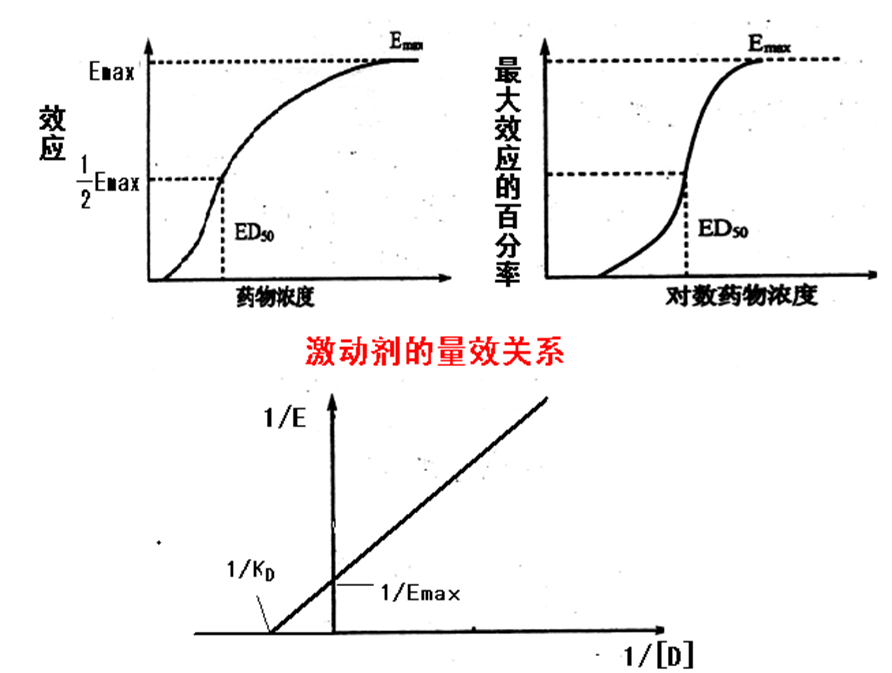 Emax
Emax
效应
1/2 Emax
ED50
药物浓度
Emax
最大效应的百分率
ED50
对数药物浓度
激动剂的量效关系
1/E
1/KD
1/Emax
1/[D]